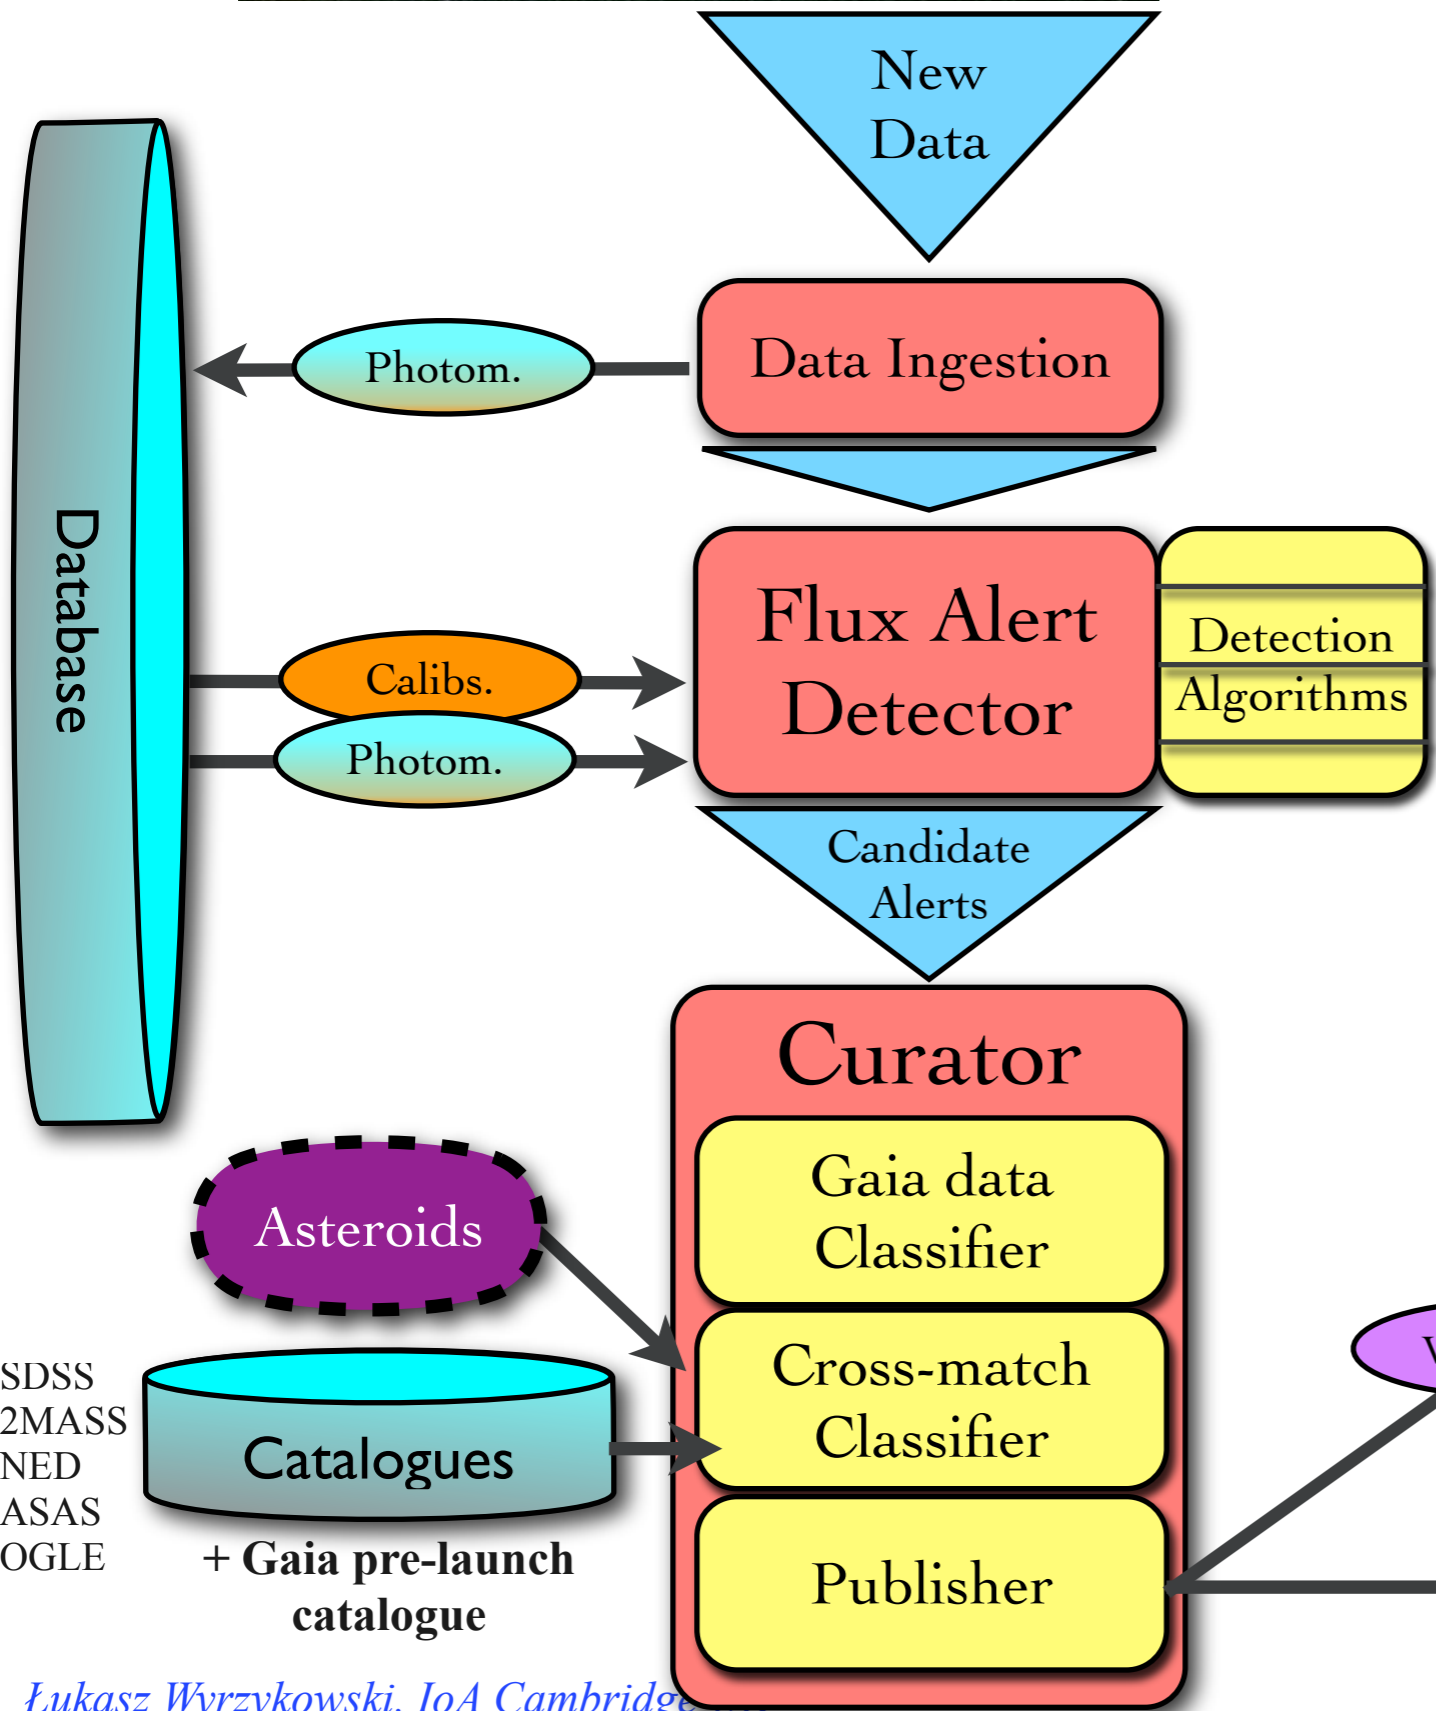 New
Data
Data Ingestion
Photom.
Database
Flux Alert
Detector
Detection
Algorithms
Calibs.
Photom.
Candidate
Alerts
Curator
Gaia data
Classifier
Asteroids
Cross-match
Classifier
SDSS
2MASS
NED
ASAS
OGLE
Catalogues
+ Gaia pre-launch
catalogue
Publisher
Łukasz Wyrzykowski, IoA Cambridge